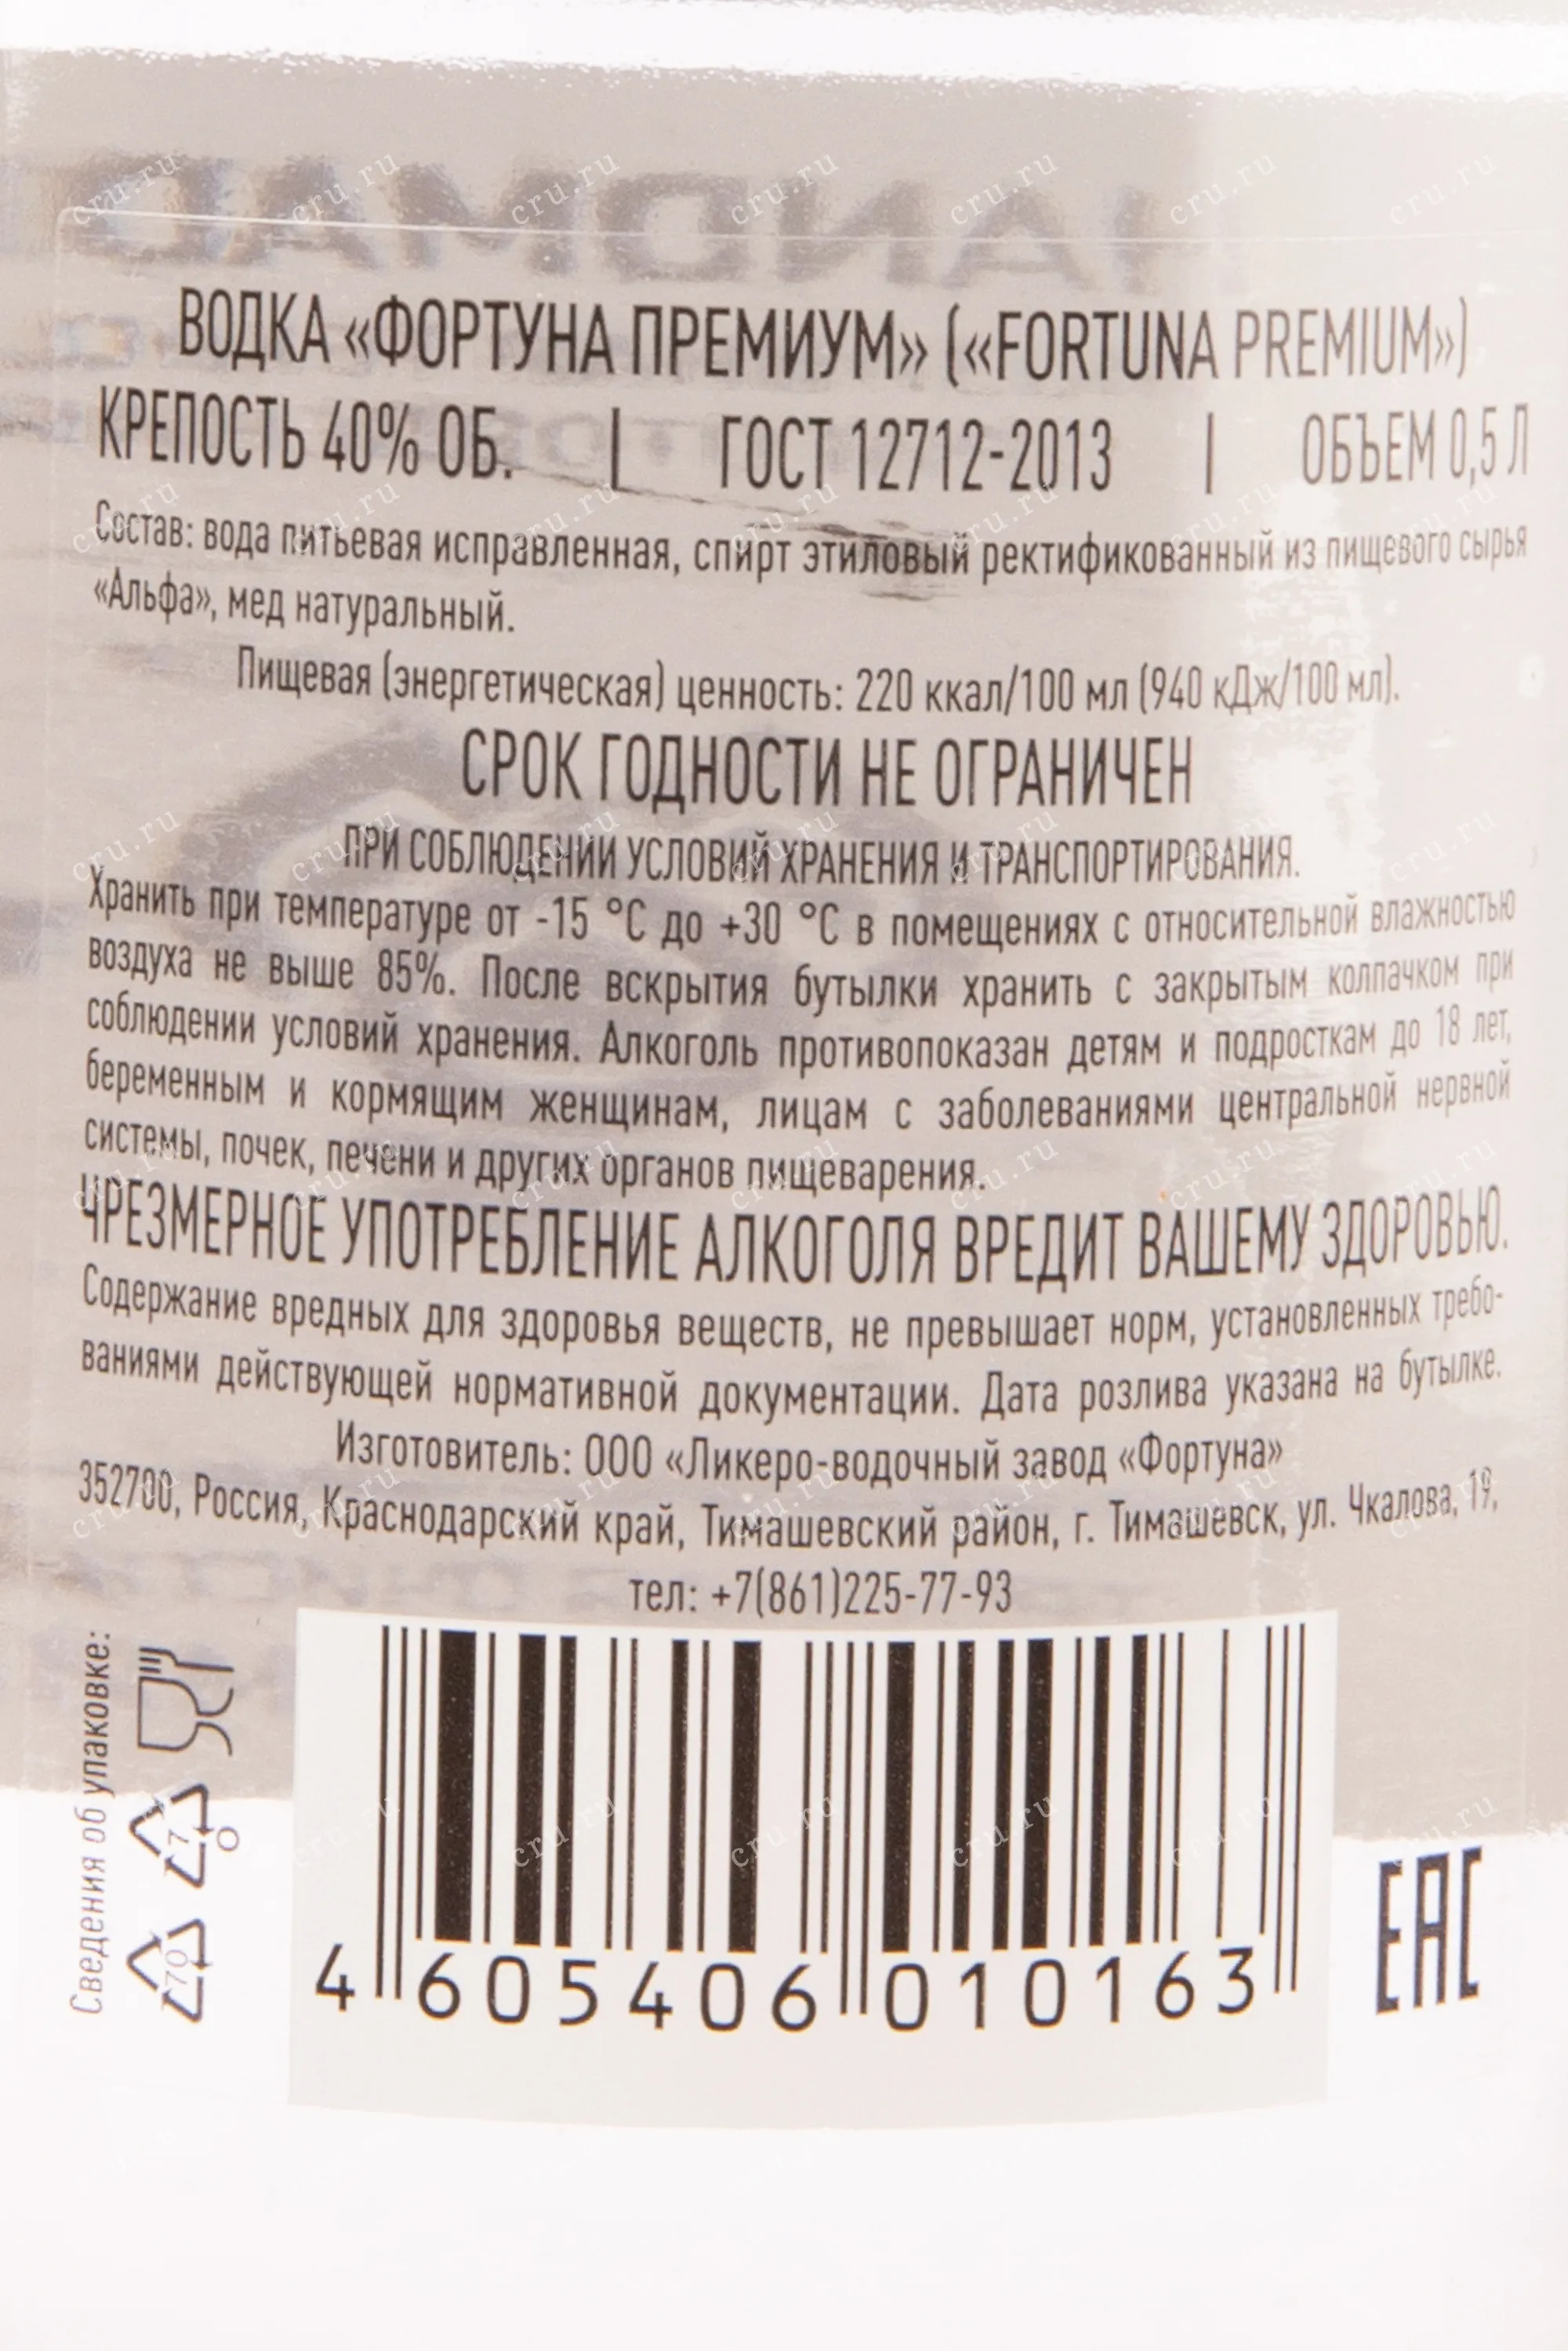 ВОДКА «ФОРТУНА ПРЕМИУМ» («FORTUNA PREMIUM»)
КРЕПОСТЬ 40% ОБ. | ГОСТ 12712-2013 | ОБЪЕМ 0,5 Л
Состав: вода питьевая исправленная, спирт этиловый ректификованный из пищевого сырья
«Альфа», мед натуральный.
Пищевая (энергетическая) ценность: 220 ккал/100 мл (940 кДж/100 мл).
СРОК ГОДНОСТИ НЕ ОГРАНИЧЕН
ПРИ СОБЛЮДЕНИИ УСЛОВИЙ ХРАНЕНИЯ И ТРАНСПОРТИРОВАНИЯ.
Хранить при температуре от -15 °C до +30 °C в помещениях с относительной влажностью
воздуха не выше 85%. После вскрытия бутылки хранить с закрытым колпачком при
соблюдении условий хранения. Алкоголь противопоказан детям и подросткам до 18 лет,
беременным и кормящим женщинам, лицам с заболеваниями центральной нервной
системы, почек, печени и других органов пищеварения.
ЧРЕЗМЕРНОЕ УПОТРЕБЛЕНИЕ АЛКОГОЛЯ ВРЕДИТ ВАШЕМУ ЗДОРОВЬЮ.
Содержание вредных для здоровья веществ, не превышает норм, установленных требо-
ваниями действующей нормативной документации. Дата розлива указана на бутылке.
Изготовитель: ООО «Ликеро-водочный завод «Фортуна»
352700, Россия, Краснодарский край, Тимашевский район, г. Тимашевск, ул. Чкалова, 19,
тел: +7(861)225-77-93
Сведения об упаковке:
70
7
O
4 605406 010163
EAC
cru.ru